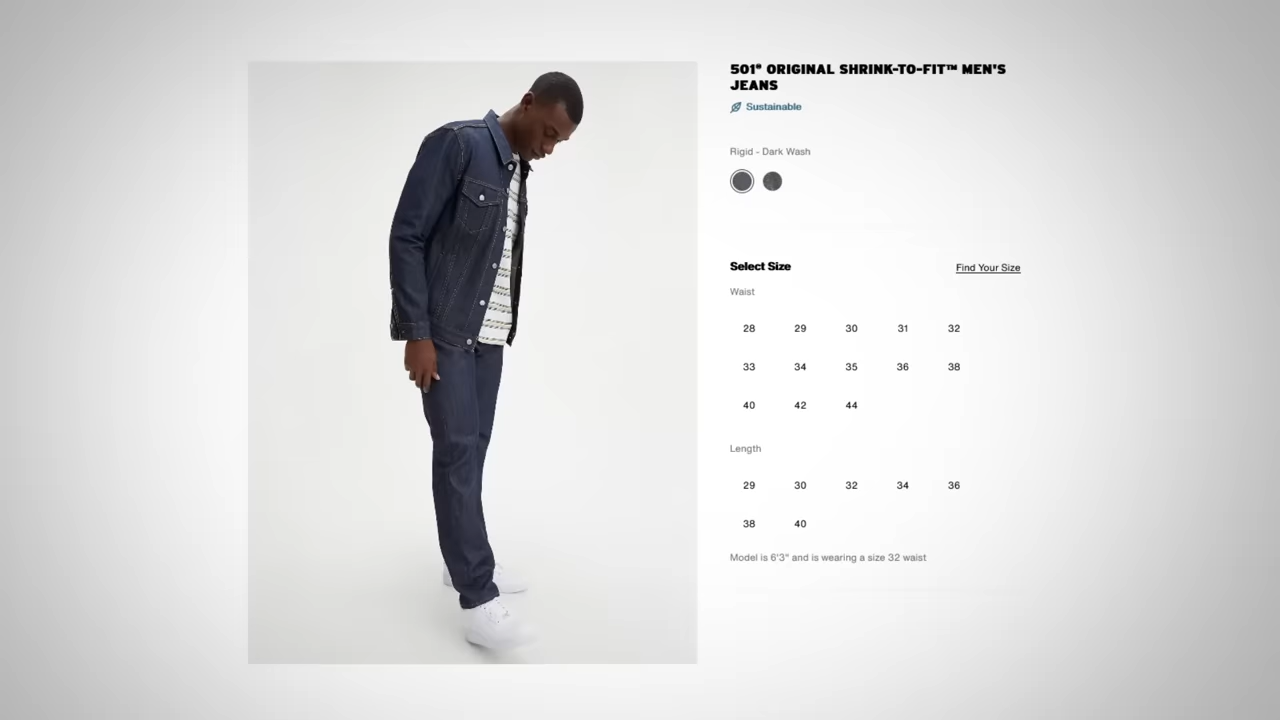 501® ORIGINAL SHRINK-TO-FIT™ MEN'S
JEANS
Sustainable
Rigid - Dark Wash
Select Size
Find Your Size
Waist
28 29 30 31 32
33 34 35 36 38
40 42 44
Length
29 30 32 34 36
38 40
Model is 6'3" and is wearing a size 32 waist